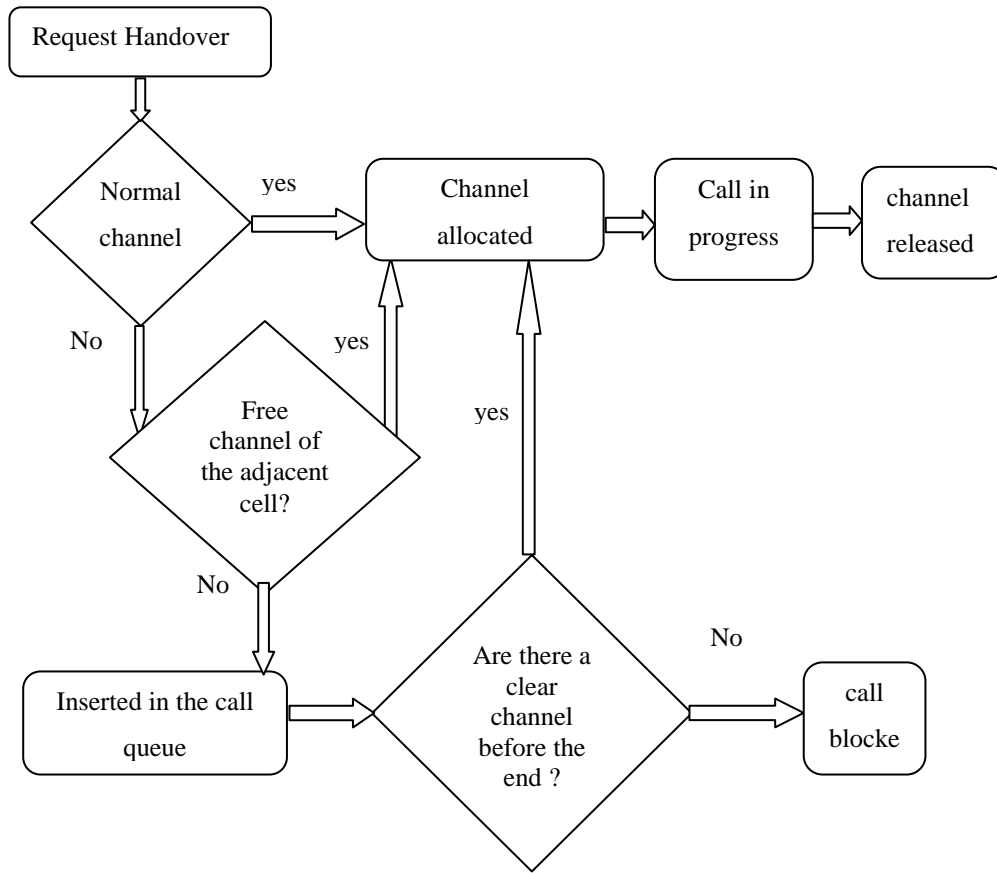 Request Handover
Normal
channel
yes
Channel
allocated
Call in
progress
channel
released
No
yes
Free
channel of
the adjacent
cell?
yes
No
Inserted in the call
queue
Are there a
clear
channel
before the
end ?
No
call
blocke